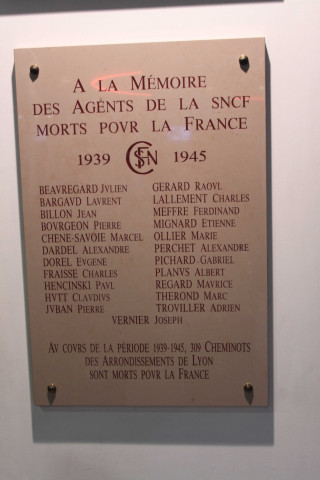 A LA MÉMOIRE
DES AGENTS DE LA SNCF
MORTS POVR LA FRANCE
1939 SNCF 1945
BEAVREGARD JVLIEN
BARGAVD LAVRENT
BILLON JEAN
BOVRGEON PIERRE
CHENE-SAVOIE MARCEL
DARDEL ALEXANDRE
DOREL EVGENE
FRAISSE CHARLES
HENCINSKI PAVL
HVTT CLAVDIVS
JVBAN PIERRE
GERARD RAOVL
LALLEMENT CHARLES
MEFFRE FERDINAND
MIGNARD ETIENNE
OLLIER MARIE
PERCHET ALEXANDRE
PICHARD GABRIEL
PLANVS ALBERT
REGARD MAVRICE
THEROND MARC
TROVILLER ADRIEN
VERNIER JOSEPH
AV COVRS DE LA PÉRIODE 1939-1945, 309 CHEMINOTS
DES ARRONDISSEMENTS DE LYON
SONT MORTS POVR LA FRANCE